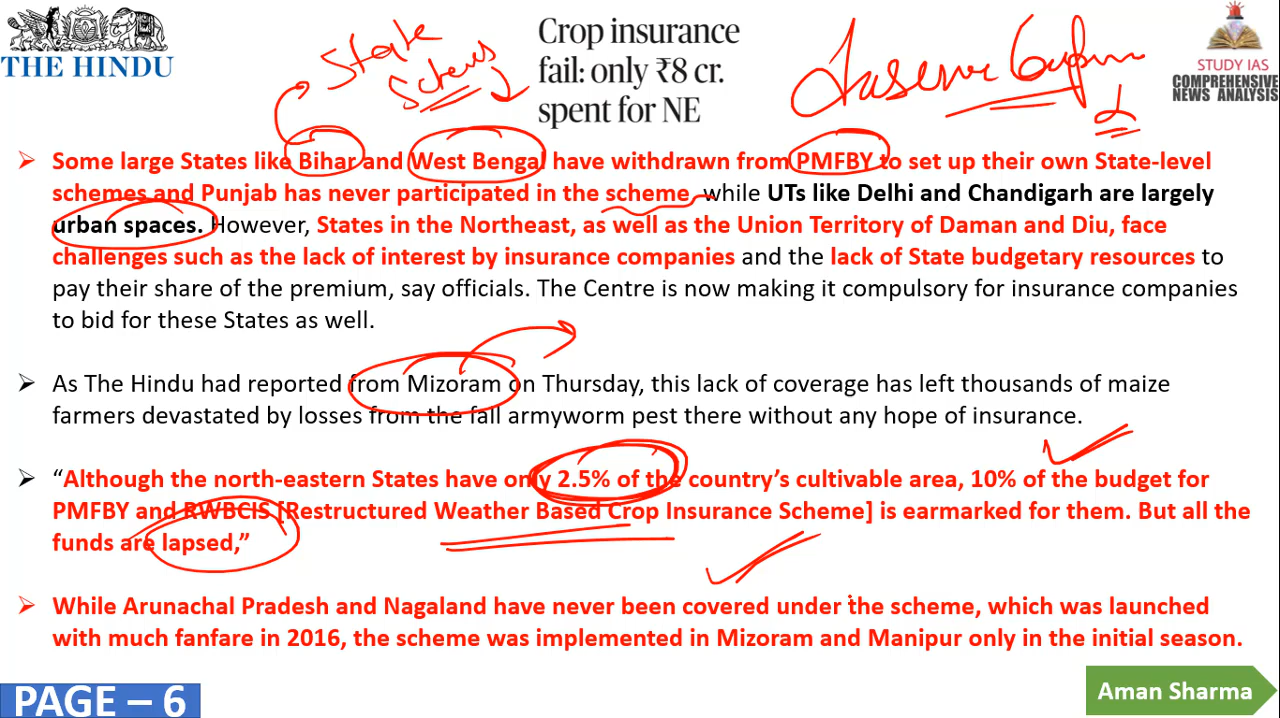 THE HINDU
Crop insurance
fail: only ₹8 cr.
spent for NE
State
STUDY IAS
COMPREHENSIVE
NEWS ANALYSIS
➢ Some large States like Bihar and West Bengal have withdrawn from PMFBY to set up their own State-level
schemes and Punjab has never participated in the scheme, while UTs like Delhi and Chandigarh are largely
urban spaces. However, States in the Northeast, as well as the Union Territory of Daman and Diu, face
challenges such as the lack of interest by insurance companies and the lack of State budgetary resources to
pay their share of the premium, say officials. The Centre is now making it compulsory for insurance companies
to bid for these States as well.
➢ As The Hindu had reported from Mizoram on Thursday, this lack of coverage has left thousands of maize
farmers devastated by losses from the fall armyworm pest there without any hope of insurance.
➢ “Although the north-eastern States have only 2.5% of the country’s cultivable area, 10% of the budget for
PMFBY and RWBCIS [Restructured Weather Based Crop Insurance Scheme] is earmarked for them. But all the
funds are lapsed,”
➢ While Arunachal Pradesh and Nagaland have never been covered under the scheme, which was launched
with much fanfare in 2016, the scheme was implemented in Mizoram and Manipur only in the initial season.
PAGE – 6
Aman Sharma